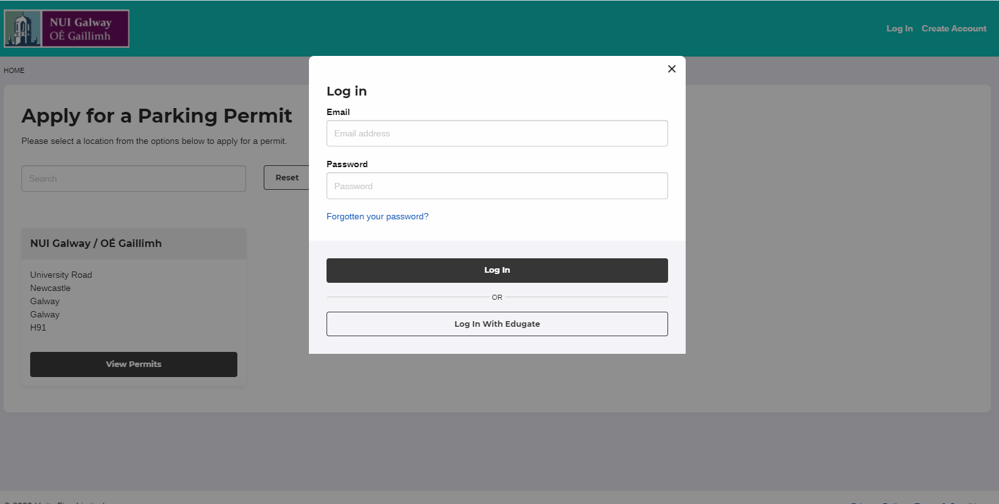 NUI Galway
OÉ Gaillimh
Log In Create Account
HOME
Apply for a Parking Permit
Please select a location from the options below to apply for a permit.
Search
Reset
NUI Galway / OÉ Gaillimh
University Road
Newcastle
Galway
Galway
H91
View Permits
Log in
Email
Email address
Password
Password
Forgotten your password?
Log In
OR
Log In With Edugate